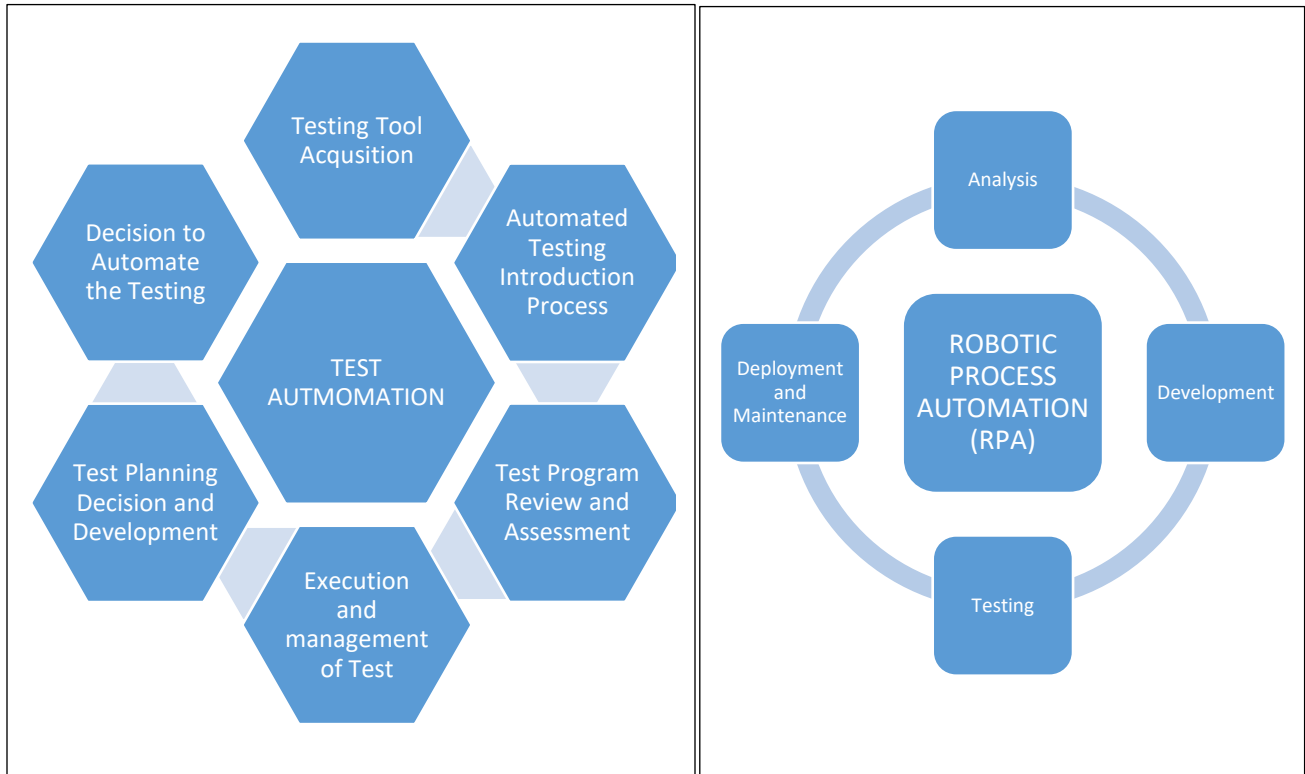 Testing Tool
Acqusition
Automated
Testing
Introduction
Process
Test Program
Review and
Assessment
Execution
and
management
of Test
Test Planning
Decision and
Development
Decision to
Automate
the Testing
TEST
AUTMOMATION
Analysis
Development
Testing
Deployment
and
Maintenance
ROBOTIC
PROCESS
AUTOMATION
(RPA)